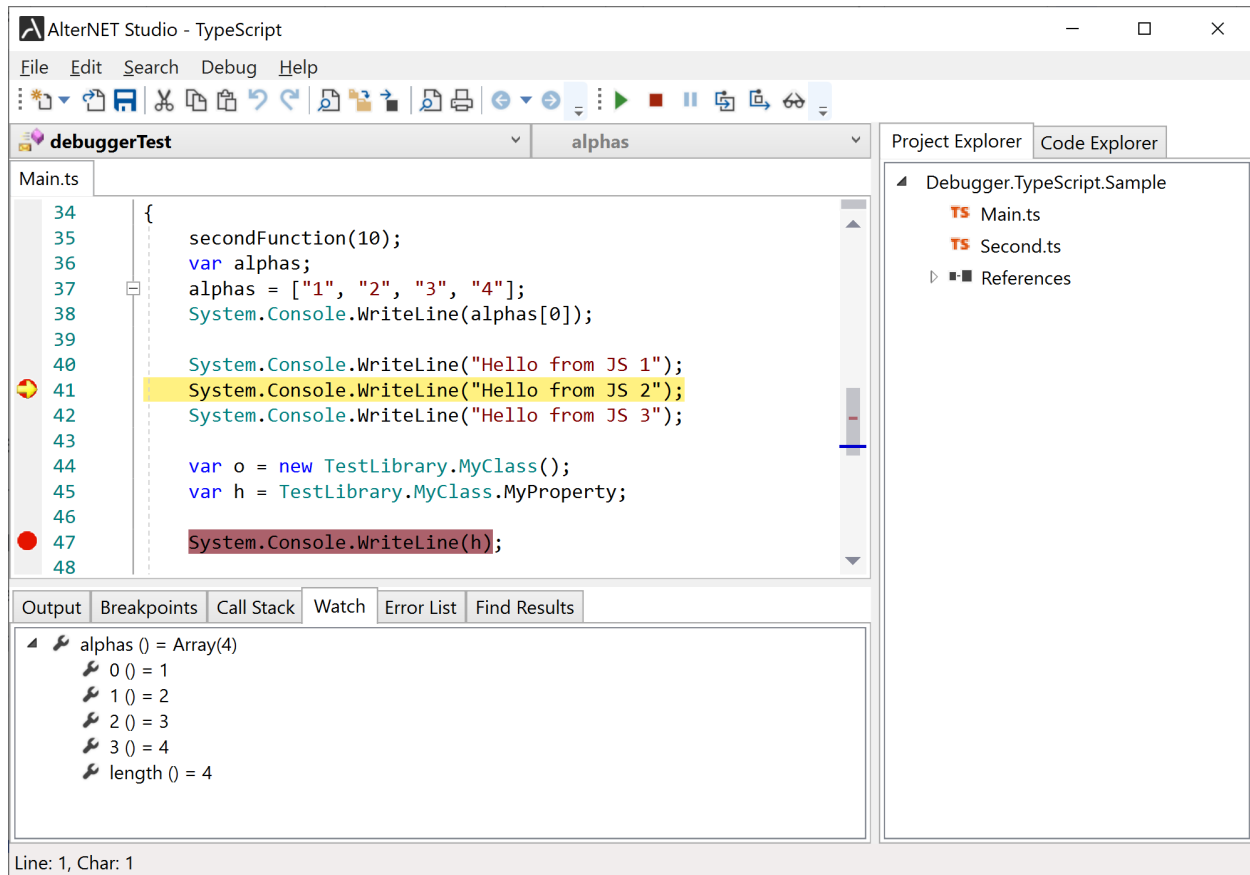 AlterNET Studio - TypeScript
File Edit Search Debug Help
debuggerTest alphas
Main.ts
34 {
35 secondFunction(10);
36 var alphas;
37 alphas = ["1", "2", "3", "4"];
38 System.Console.WriteLine(alphas[0]);
39
40 System.Console.WriteLine("Hello from JS 1");
41 System.Console.WriteLine("Hello from JS 2");
42 System.Console.WriteLine("Hello from JS 3");
43
44 var o = new TestLibrary.MyClass();
45 var h = TestLibrary.MyClass.MyProperty;
46
47 System.Console.WriteLine(h);
48
Output Breakpoints Call Stack Watch Error List Find Results
alphas () = Array(4)
0 () = 1
1 () = 2
2 () = 3
3 () = 4
length () = 4
Project Explorer Code Explorer
Debugger.TypeScript.Sample
TS Main.ts
TS Second.ts
References
Line: 1, Char: 1